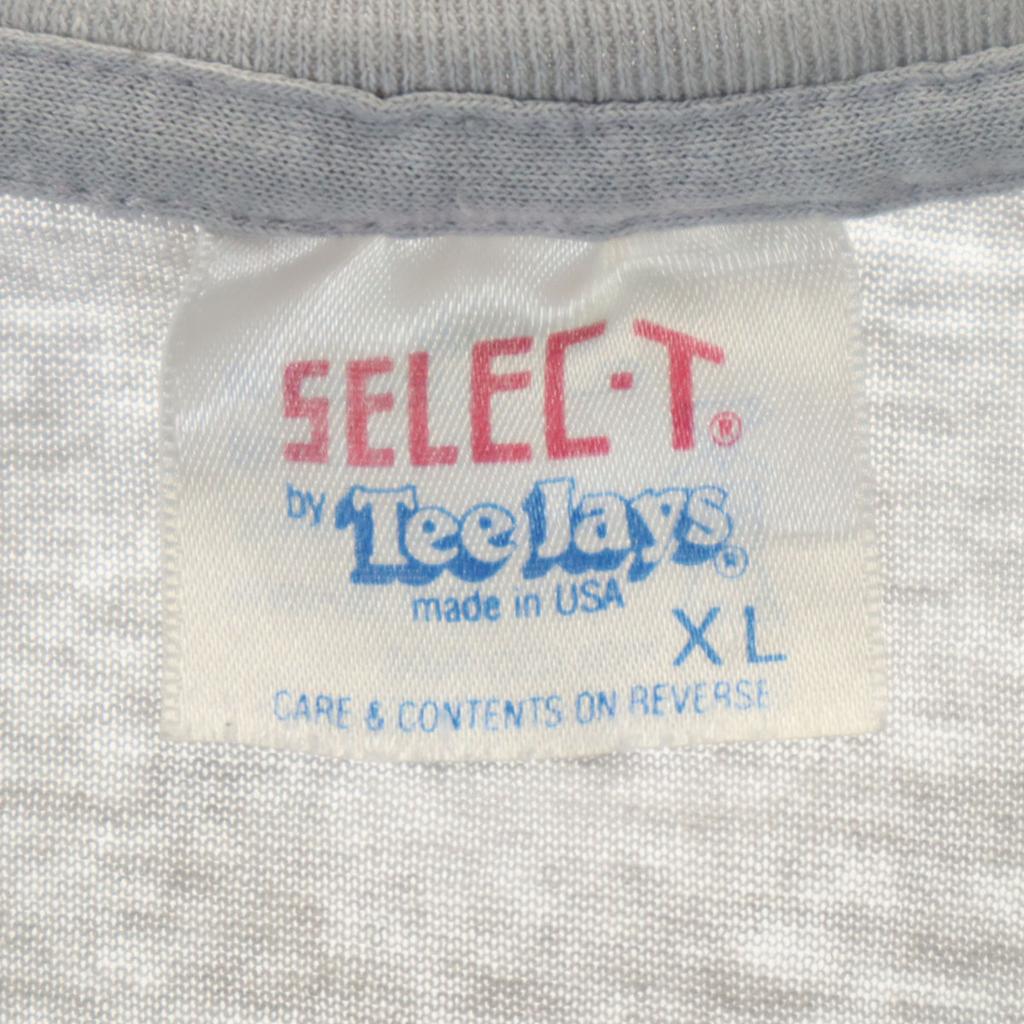 SELEC-T®
by Tee Jays®
made in USA
XL
CARE & CONTENTS ON REVERSE